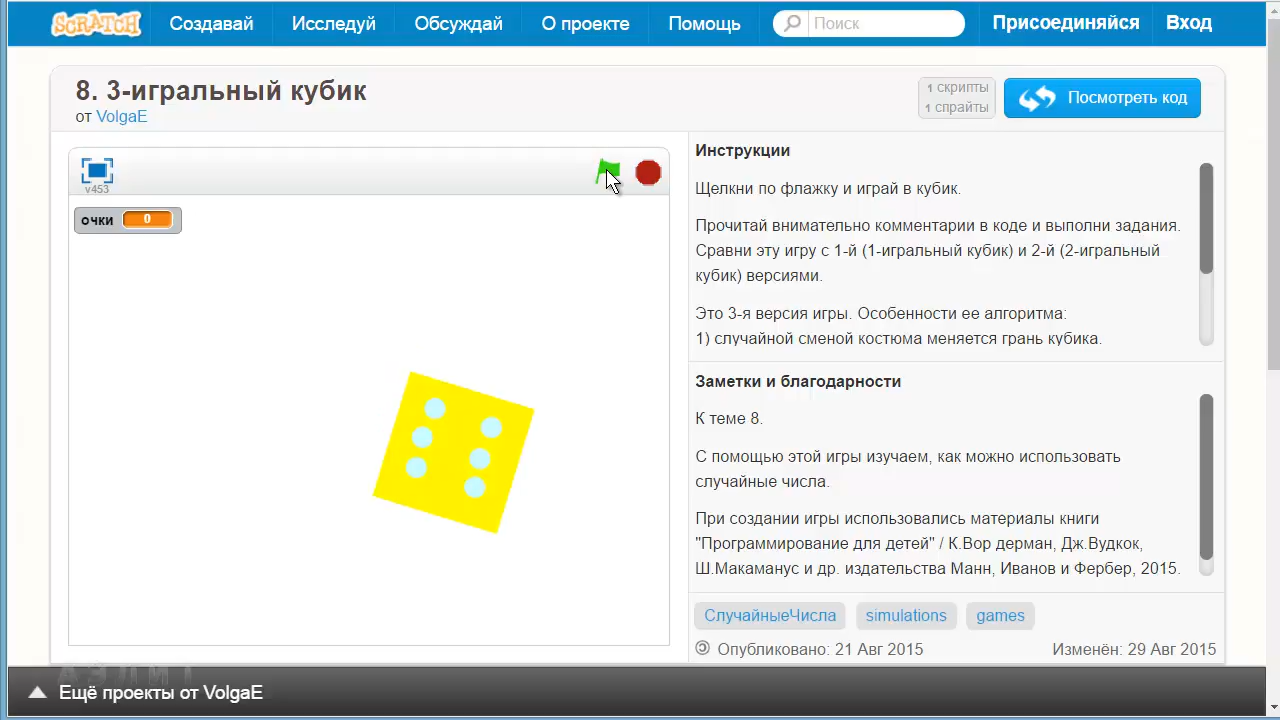 SCRATCH Создавай Исследуй Обсуждай О проекте Помощь Поиск Присоединяйся Вход
8. 3-игральный кубик
от VolgaE
1 скрипты
1 спрайты
Посмотреть код
v453
очки 0
Инструкции
Щелкни по флажку и играй в кубик.
Прочитай внимательно комментарии в коде и выполни задания.
Сравни эту игру с 1-й (1-игральный кубик) и 2-й (2-игральный
кубик) версиями.
Это 3-я версия игры. Особенности ее алгоритма:
1) случайной сменой костюма меняется грань кубика.
Заметки и благодарности
К теме 8.
С помощью этой игры изучаем, как можно использовать
случайные числа.
При создании игры использовались материалы книги
"Программирование для детей" / К.Вор дерман, Дж.Вудкок,
Ш.Макаманус и др. издательства Манн, Иванов и Фербер, 2015.
СлучайныеЧисла simulations games
Опубликовано: 21 Авг 2015 Изменён: 29 Авг 2015
Ещё проекты от VolgaE